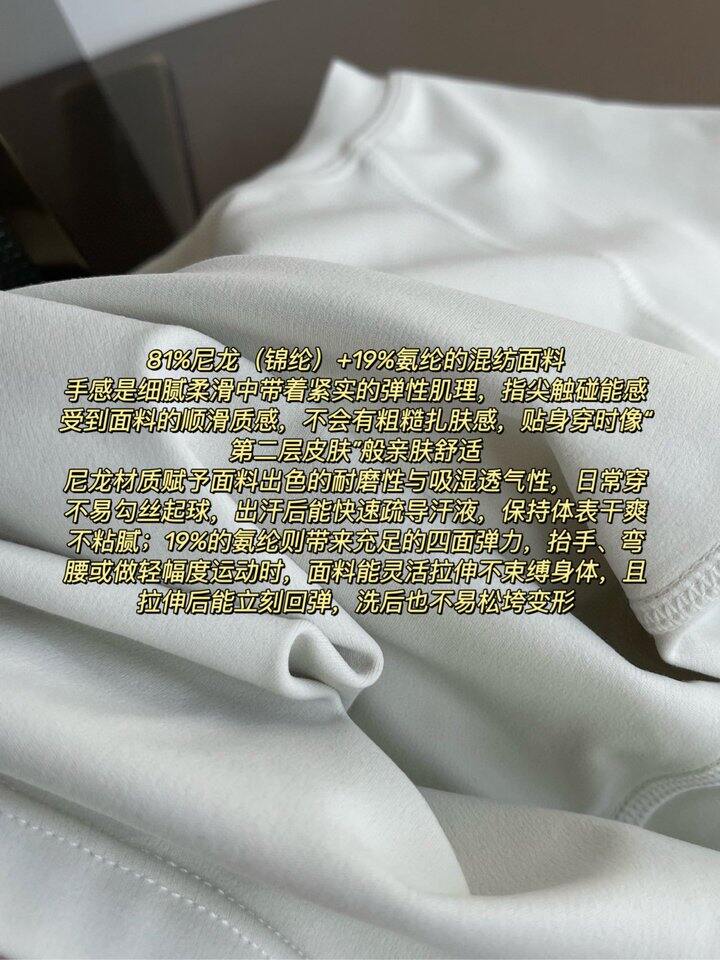 81%尼龙（锦纶）+19%氨纶的混纺面料
手感是细腻柔滑中带着紧实的弹性肌理，指尖触碰能感
受到面料的顺滑质感，不会有粗糙扎肤感，贴身穿时像“
第二层皮肤”般亲肤舒适
尼龙材质赋予面料出色的耐磨性与吸湿透气性，日常穿
不易勾丝起球，出汗后能快速疏导汗液，保持体表干爽
不粘腻；19%的氨纶则带来充足的四面弹力，抬手、弯
腰或做轻幅度运动时，面料能灵活拉伸不束缚身体，且
拉伸后能立刻回弹，洗后也不易松垮变形